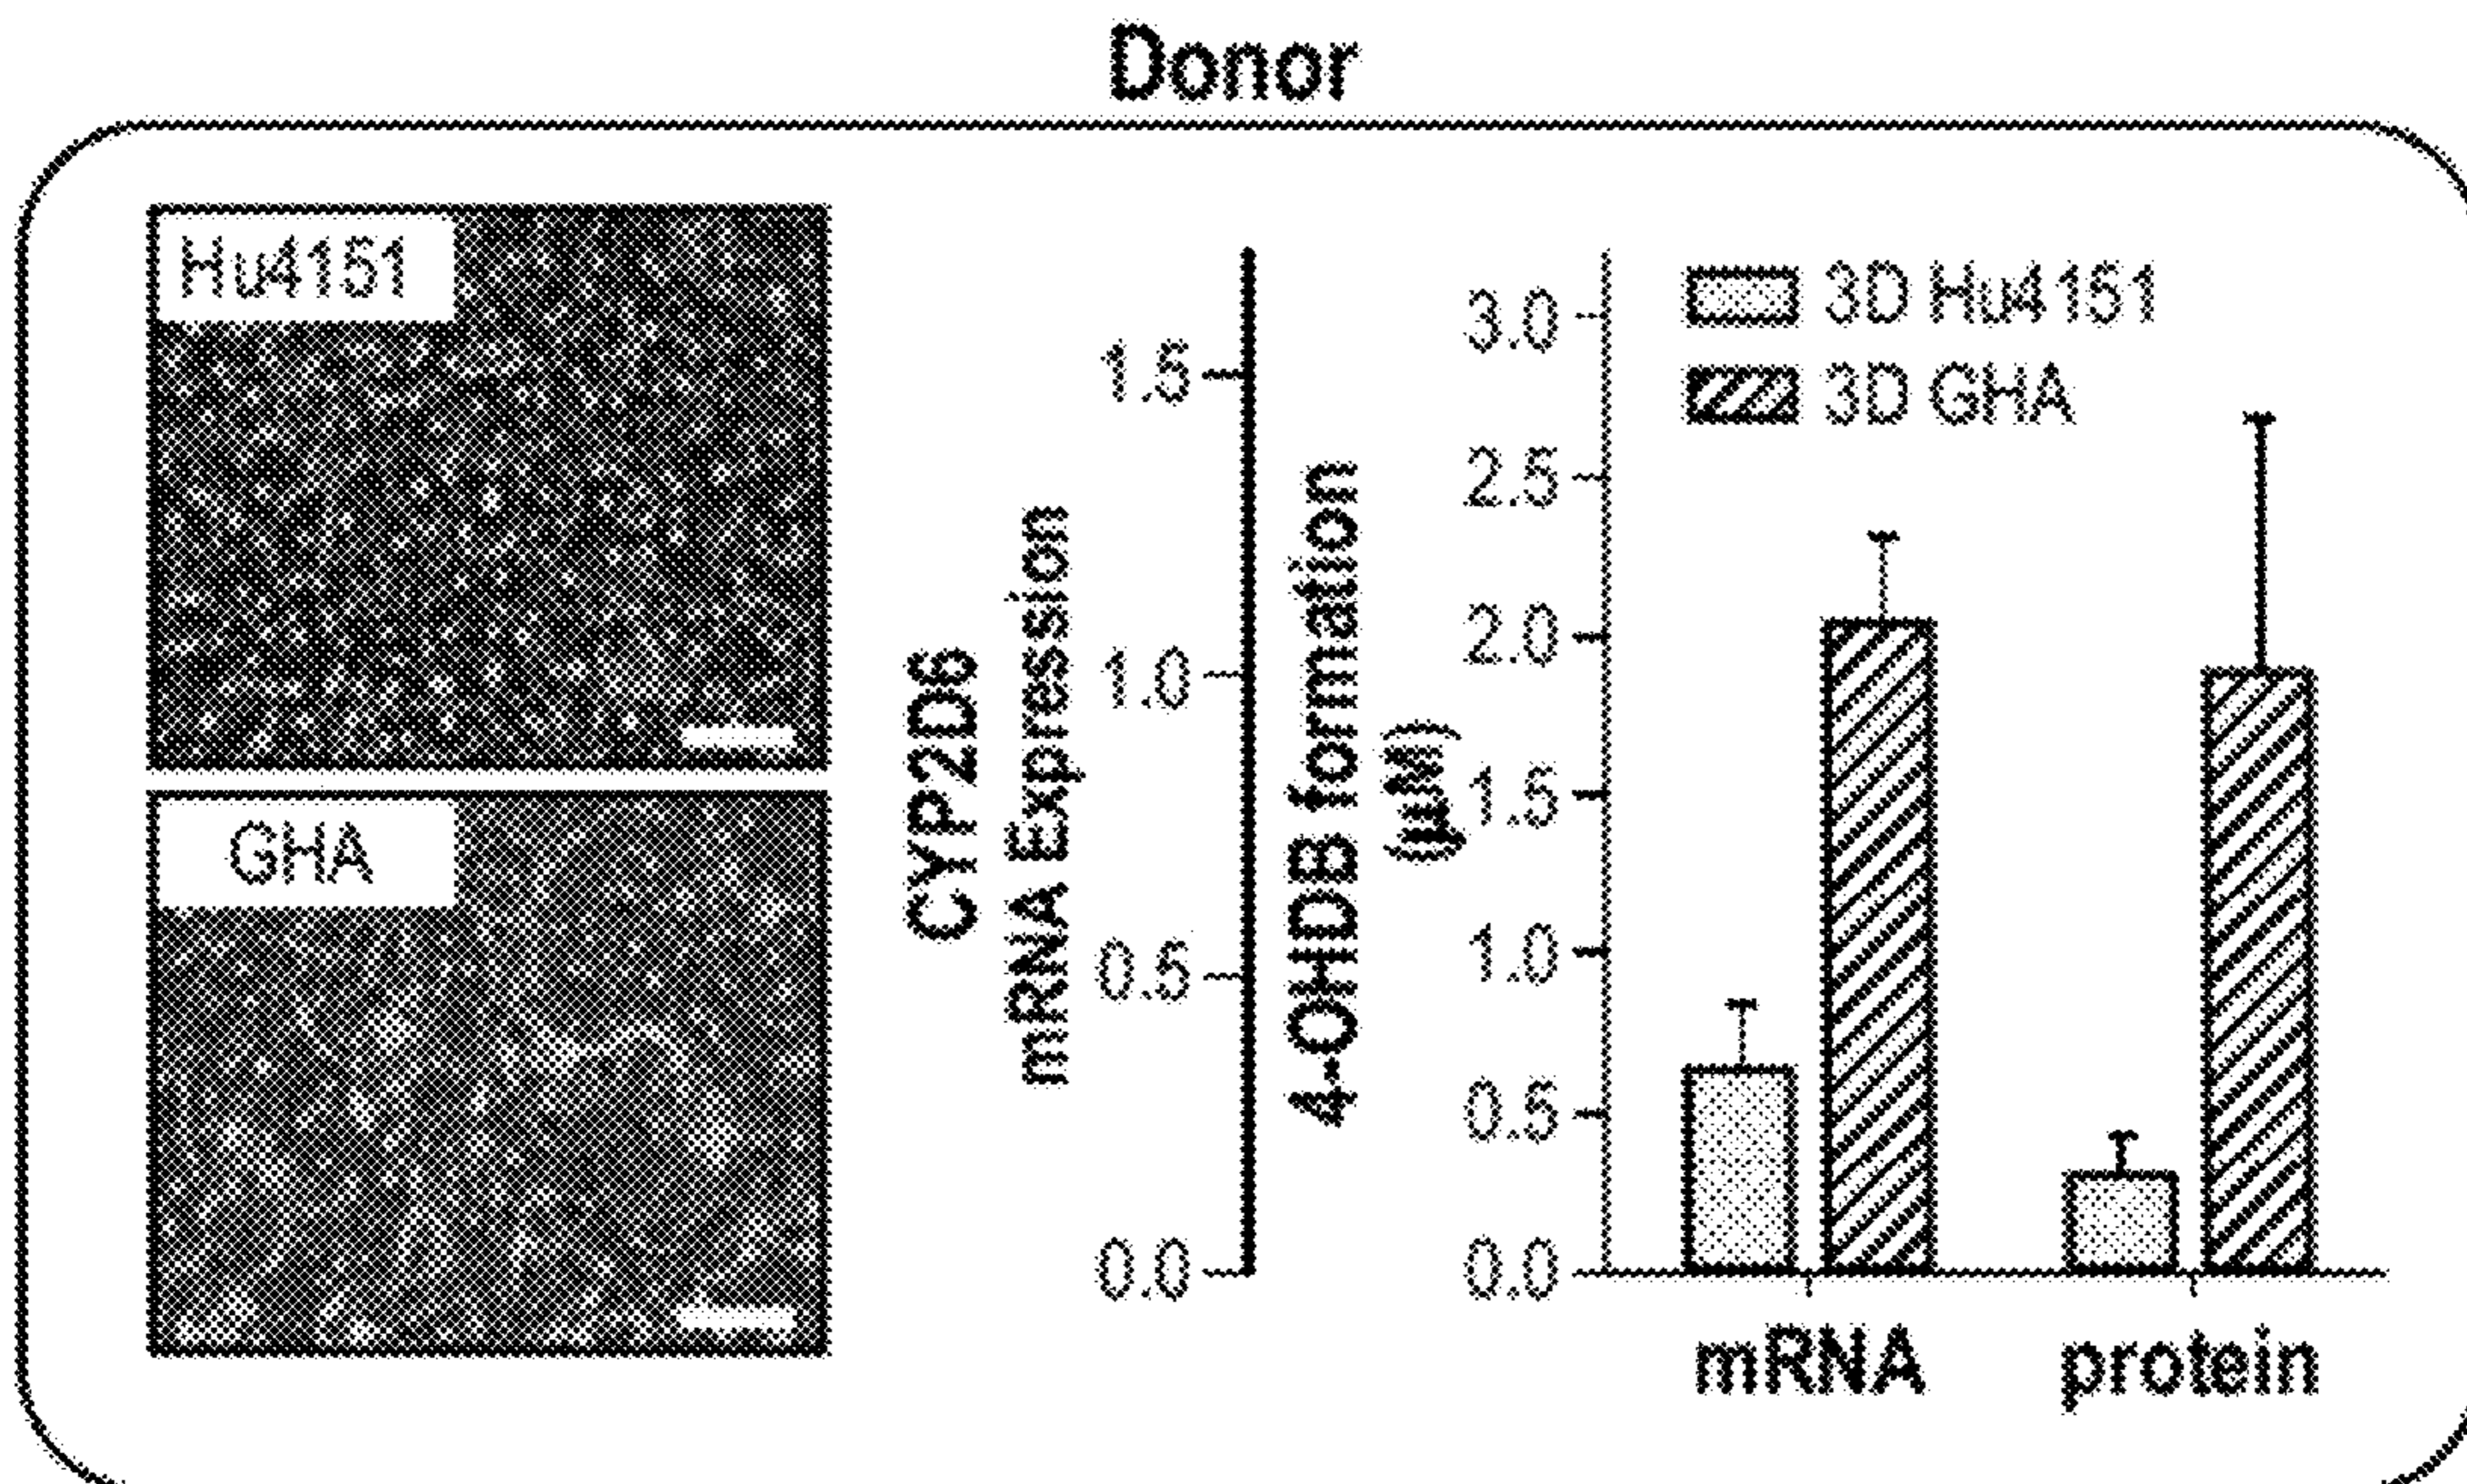 Donor
Hu4151
GHA
CYP2D6
mRNA Expression
1.5
1.0
0.5
0.0
4-OHDB formation
(µM)
3.0
2.5
2.0
1.5
1.0
0.5
0.0
3D Hu4151
3D GHA
mRNA
protein